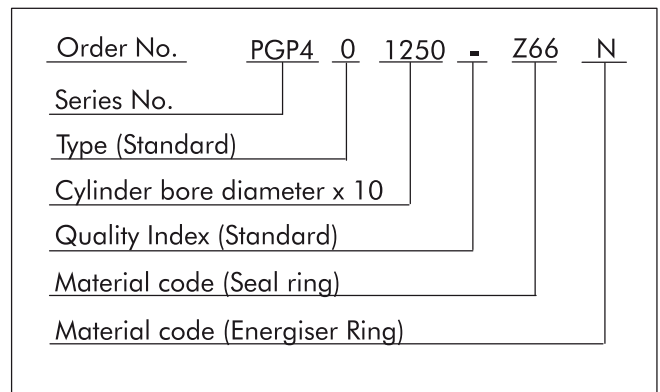 Order No. PGP4 0 1250 - Z66 N
Series No.
Type (Standard)
Cylinder bore diameter x 10
Quality Index (Standard)
Material code (Seal ring)
Material code (Energiser Ring)